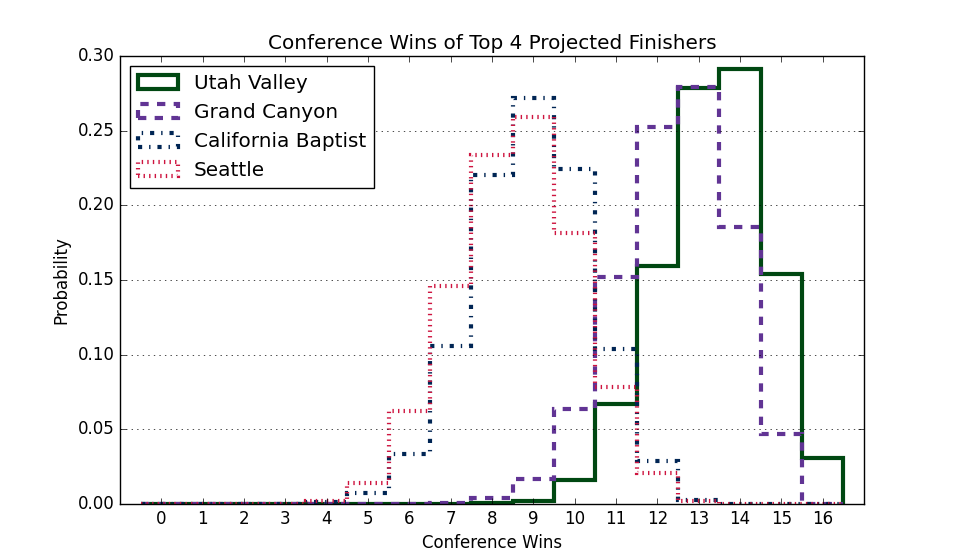 Conference Wins of Top 4 Projected Finishers
Utah Valley
Grand Canyon
California Baptist
Seattle
Probability
0.30
0.25
0.20
0.15
0.10
0.05
0.00
0 1 2 3 4 5 6 7 8 9 10 11 12 13 14 15 16
Conference Wins